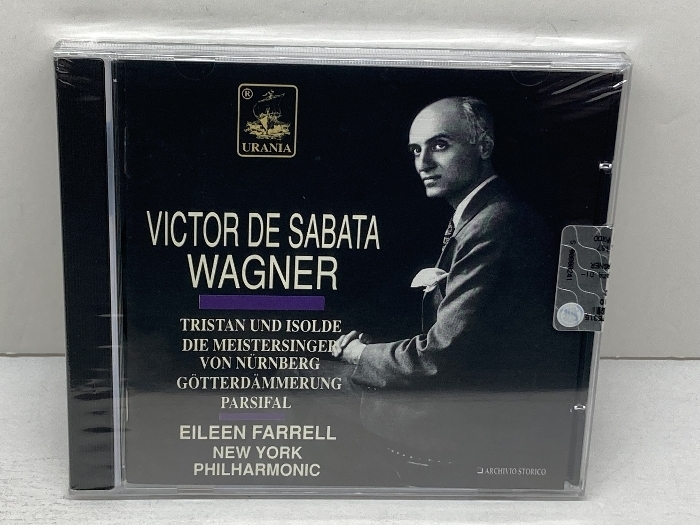 ®
URANIA
VICTOR DE SABATA
WAGNER
TRISTAN UND ISOLDE
DIE MEISTERSINGER
VON NÜRNBERG
GÖTTERDÄMMERUNG
PARSIFAL
EILEEN FARRELL
NEW YORK
PHILHARMONIC
ARCHIVIO STORICO